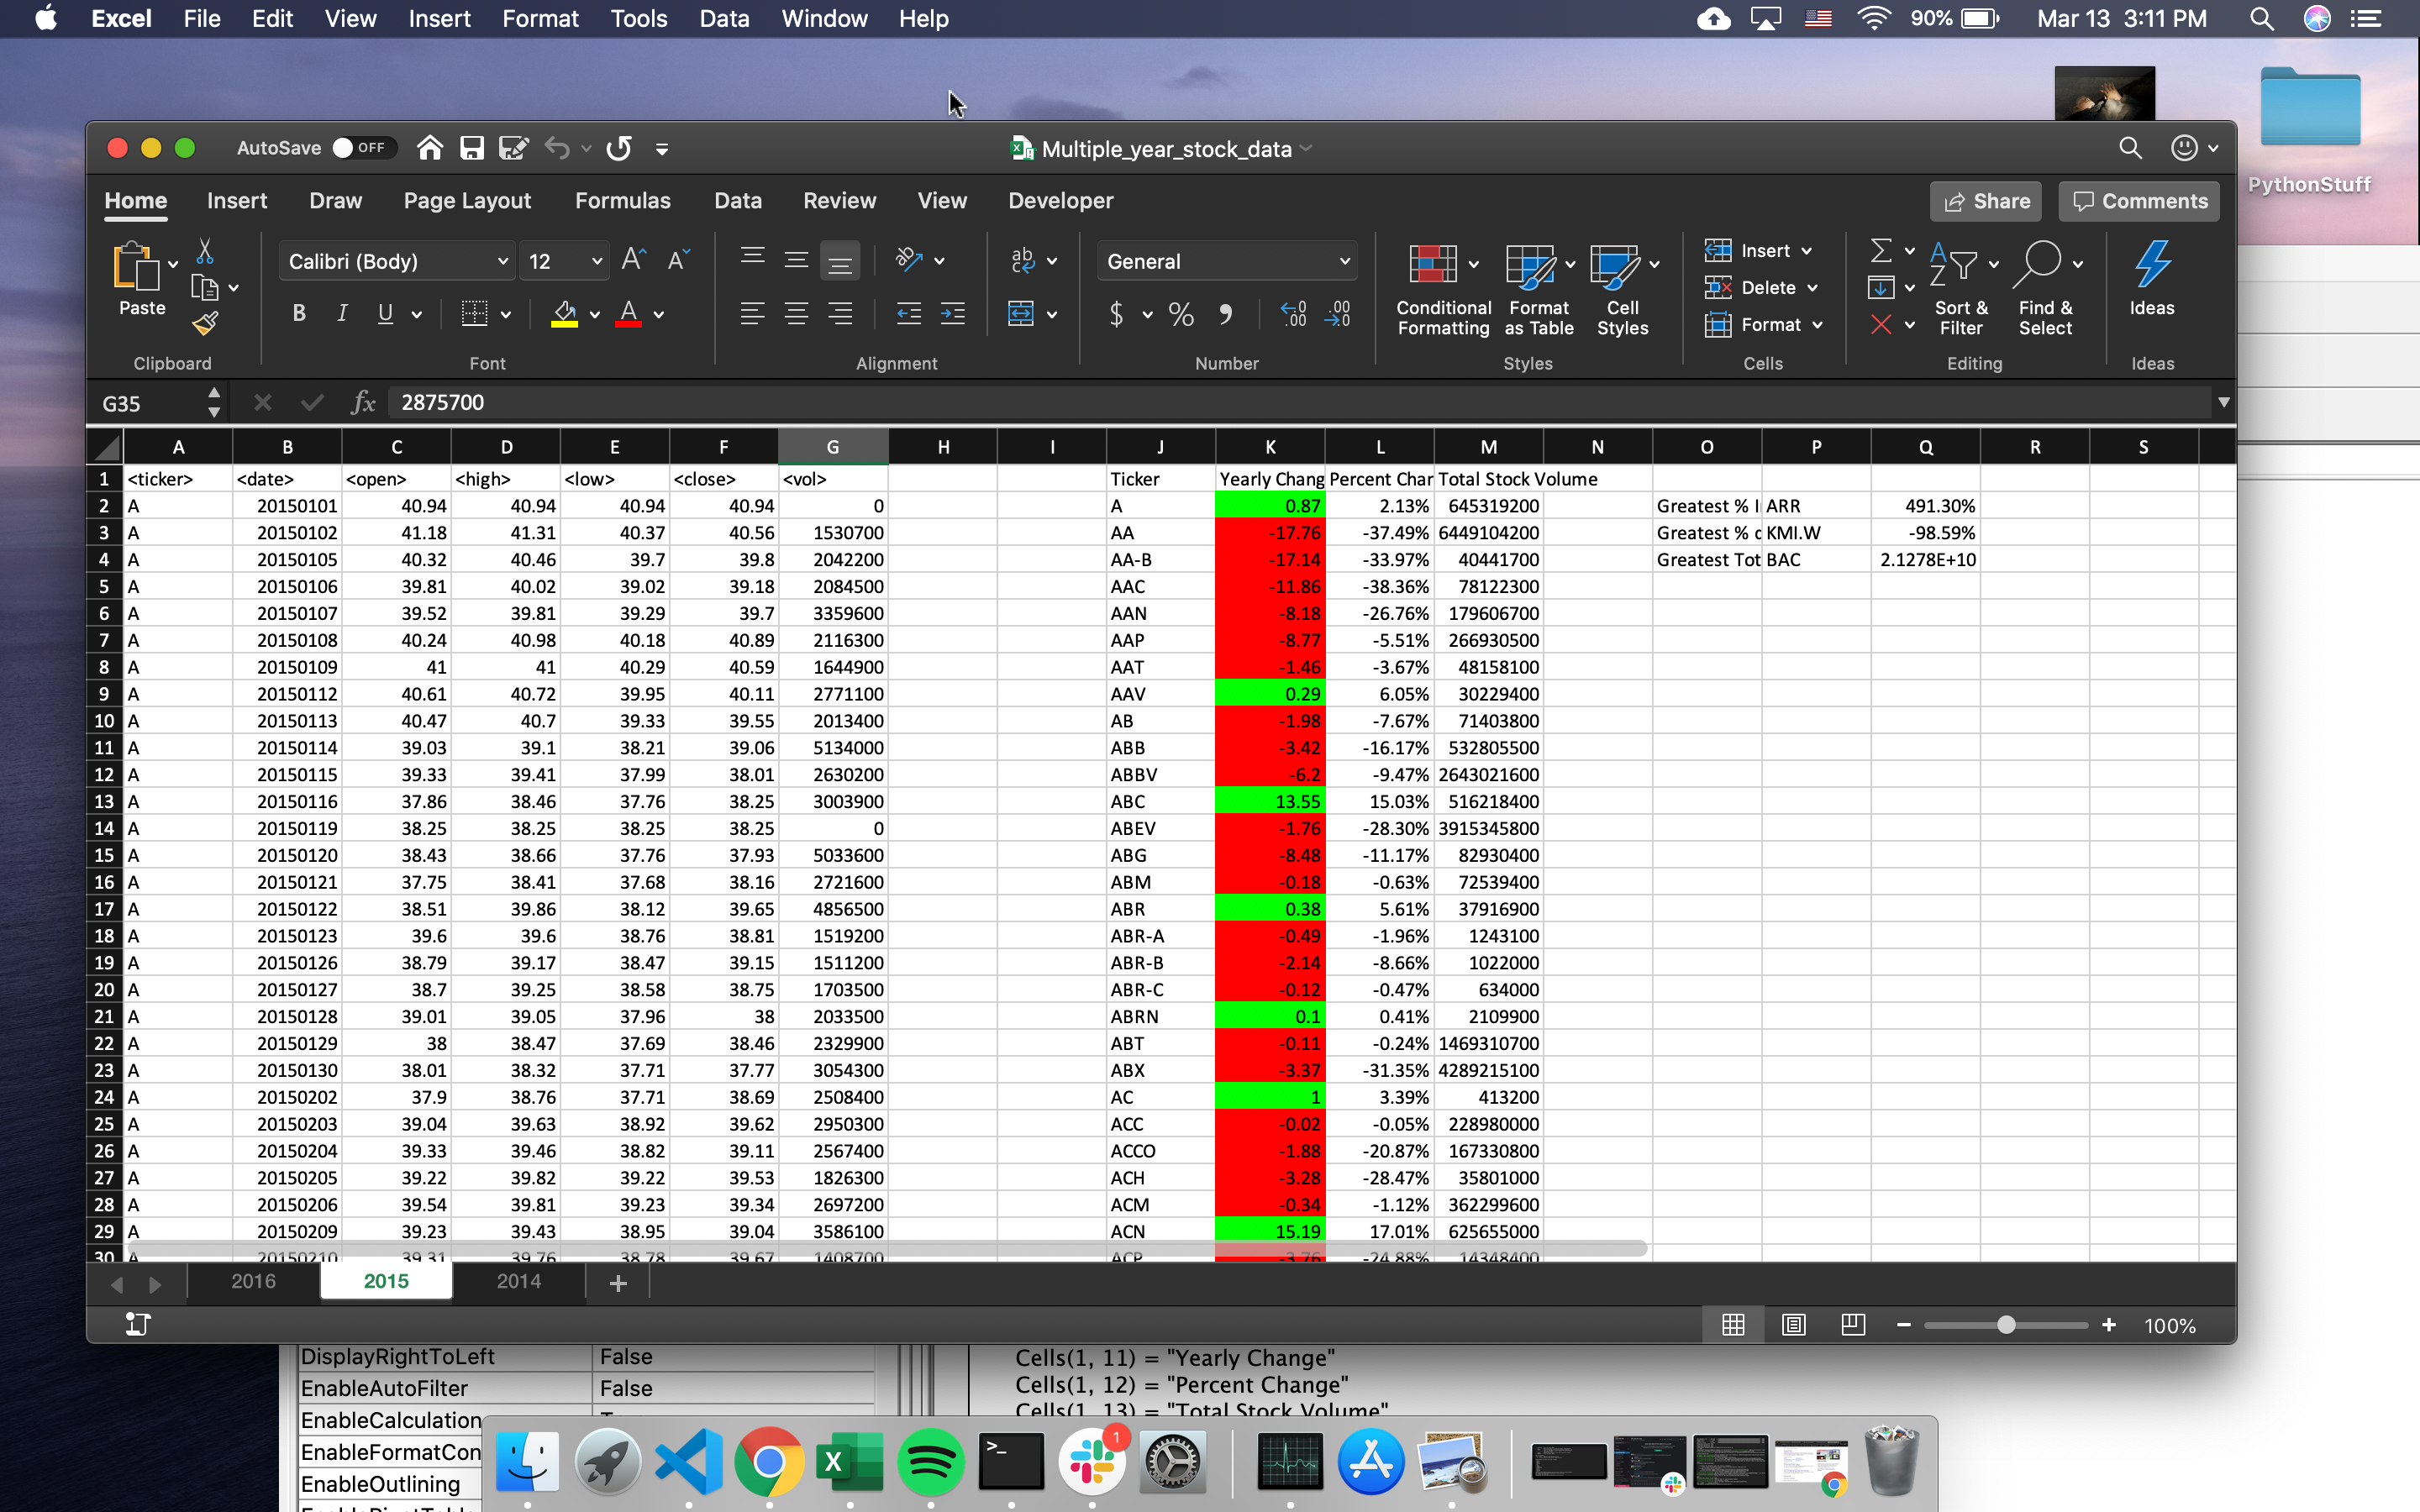 Excel File Edit View Insert Format Tools Data Window Help 90% Mar 13 3:11 PM
PythonStuff
AutoSave OFF Multiple_year_stock_data
Home Insert Draw Page Layout Formulas Data Review View Developer Share Comments
Paste Calibri (Body) 12 General Conditional Formatting Format as Table Cell Styles Insert Delete Format Sort & Filter Find & Select Ideas
Clipboard Font Alignment Number Styles Cells Editing Ideas
G35 fx 2875700
A B C D E F G H I J K L M N O P Q R S
1 <ticker> <date> <open> <high> <low> <close> <vol> Ticker Yearly Chang Percent Char Total Stock Volume
2 A 20150101 40.94 40.94 40.94 40.94 0 A 0.87 2.13% 645319200 Greatest % I ARR 491.30%
3 A 20150102 41.18 41.31 40.37 40.56 1530700 AA -17.76 -37.49% 6449104200 Greatest % d KMI.W -98.59%
4 A 20150105 40.32 40.46 39.7 39.8 2042200 AA-B -17.14 -33.97% 40441700 Greatest Tot BAC 2.1278E+10
5 A 20150106 39.81 40.02 39.02 39.18 2084500 AAC -11.86 -38.36% 78122300
6 A 20150107 39.52 39.81 39.29 39.7 3359600 AAN -8.18 -26.76% 179606700
7 A 20150108 40.24 40.98 40.18 40.89 2116300 AAP -8.77 -5.51% 266930500
8 A 20150109 41 41 40.29 40.59 1644900 AAT -1.46 -3.67% 48158100
9 A 20150112 40.61 40.72 39.95 40.11 2771100 AAV 0.29 6.05% 30229400
10 A 20150113 40.47 40.7 39.33 39.55 2013400 AB -1.98 -7.67% 71403800
11 A 20150114 39.03 39.1 38.21 39.06 5134000 ABB -3.42 -16.17% 532805500
12 A 20150115 39.33 39.41 37.99 38.01 2630200 ABBV -6.2 -9.47% 2643021600
13 A 20150116 37.86 38.46 37.76 38.25 3003900 ABC 13.55 15.03% 516218400
14 A 20150119 38.25 38.25 38.25 38.25 0 ABEV -1.76 -28.30% 3915345800
15 A 20150120 38.43 38.66 37.76 37.93 5033600 ABG -8.48 -11.17% 82930400
16 A 20150121 37.75 38.41 37.68 38.16 2721600 ABM -0.18 -0.63% 72539400
17 A 20150122 38.51 39.86 38.12 39.65 4856500 ABR 0.38 5.61% 37916900
18 A 20150123 39.6 39.6 38.76 38.81 1519200 ABR-A -0.49 -1.96% 1243100
19 A 20150126 38.79 39.17 38.47 39.15 1511200 ABR-B -2.14 -8.66% 1022000
20 A 20150127 38.7 39.25 38.58 38.75 1703500 ABR-C -0.12 -0.47% 634000
21 A 20150128 39.01 39.05 37.96 38 2033500 ABRN 0.1 0.41% 2109900
22 A 20150129 38 38.47 37.69 38.46 2329900 ABT -0.11 -0.24% 1469310700
23 A 20150130 38.01 38.32 37.71 37.77 3054300 ABX -3.37 -31.35% 4289215100
24 A 20150202 37.9 38.76 37.71 38.69 2508400 AC 1 3.39% 413200
25 A 20150203 39.04 39.63 38.92 39.62 2950300 ACC -0.02 -0.05% 228980000
26 A 20150204 39.33 39.46 38.82 39.11 2567400 ACCO -1.88 -20.87% 167330800
27 A 20150205 39.22 39.82 39.22 39.53 1826300 ACH -3.28 -28.47% 35801000
28 A 20150206 39.54 39.81 39.23 39.34 2697200 ACM -0.34 -1.12% 362299600
29 A 20150209 39.23 39.43 38.95 39.04 3586100 ACN 15.19 17.01% 625655000
30 A 20150210 39.31 39.76 38.78 39.67 1408700 ACP -3.76 -24.88% 14348400
2016 2015 2014 +
100%
DisplayRightToLeft False Cells(1, 11) = "Yearly Change"
EnableAutoFilter False Cells(1, 12) = "Percent Change"
EnableCalculation Cells(1, 13) = "Total Stock Volume"
EnableFormatCon
EnableOutlining
1